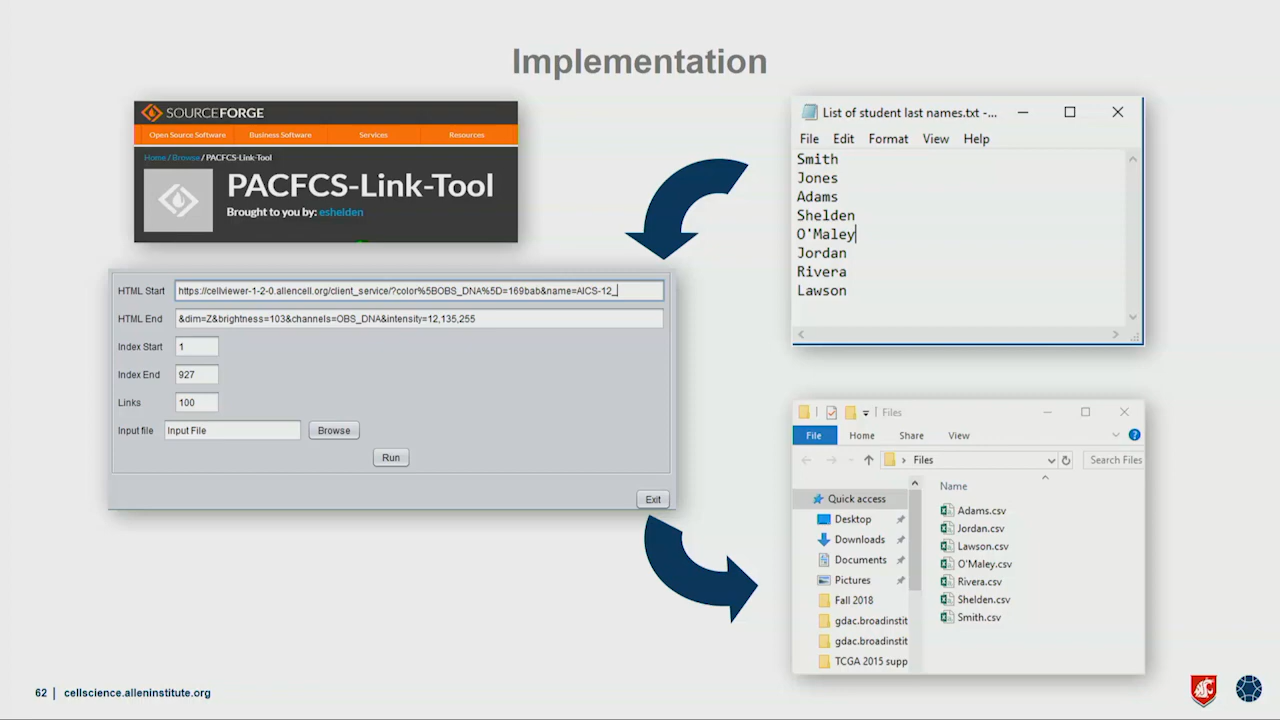 Implementation
SOURCEFORGE
Open Source Software Business Software Services Resources
Home / Browse / PACFCS-Link-Tool
PACFCS-Link-Tool
Brought to you by: eshelden
List of student last names.txt -...
File Edit Format View Help
Smith
Jones
Adams
Shelden
O'Maley
Jordan
Rivera
Lawson
HTML Start https://cellviewer-1-2-0.allencell.org/client_service/?color%5BOBS_DNA%5D=169bab&name=AICS-12_
HTML End &dim=Z&brightness=103&channels=OBS_DNA&intensity=12,135,255
Index Start 1
Index End 927
Links 100
Input file Input File Browse
Run
Exit
Files
File Home Share View
Files Search Files
Quick access
Desktop
Downloads
Documents
Pictures
Fall 2018
gdac.broadinstit
gdac.broadinstit
TCGA 2015 supp
Name
Adams.csv
Jordan.csv
Lawson.csv
O'Maley.csv
Rivera.csv
Shelden.csv
Smith.csv
62 | cellscience.alleninstitute.org